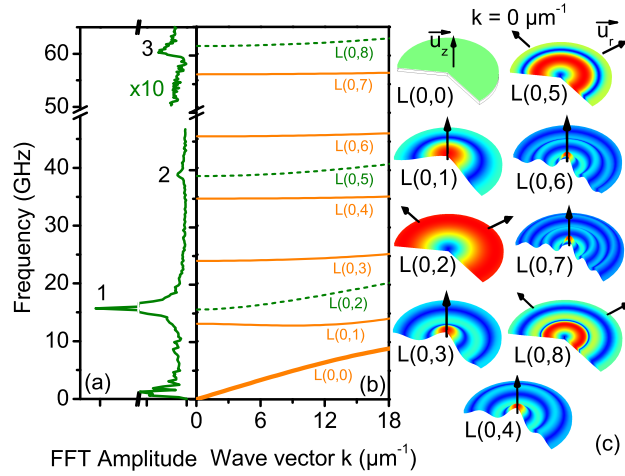 3
×10
2
1
(a)
FFT Amplitude
Frequency (GHz)
60
50
40
30
20
10
0
L(0,8)
L(0,7)
L(0,6)
L(0,5)
L(0,4)
L(0,3)
L(0,2)
L(0,1)
L(0,0)
(b)
0 6 12 18
Wave vector k (µm⁻¹)
k = 0 µm⁻¹
u_z
u_r
L(0,0)
L(0,5)
L(0,1)
L(0,6)
L(0,2)
L(0,7)
L(0,3)
L(0,8)
L(0,4)
(c)